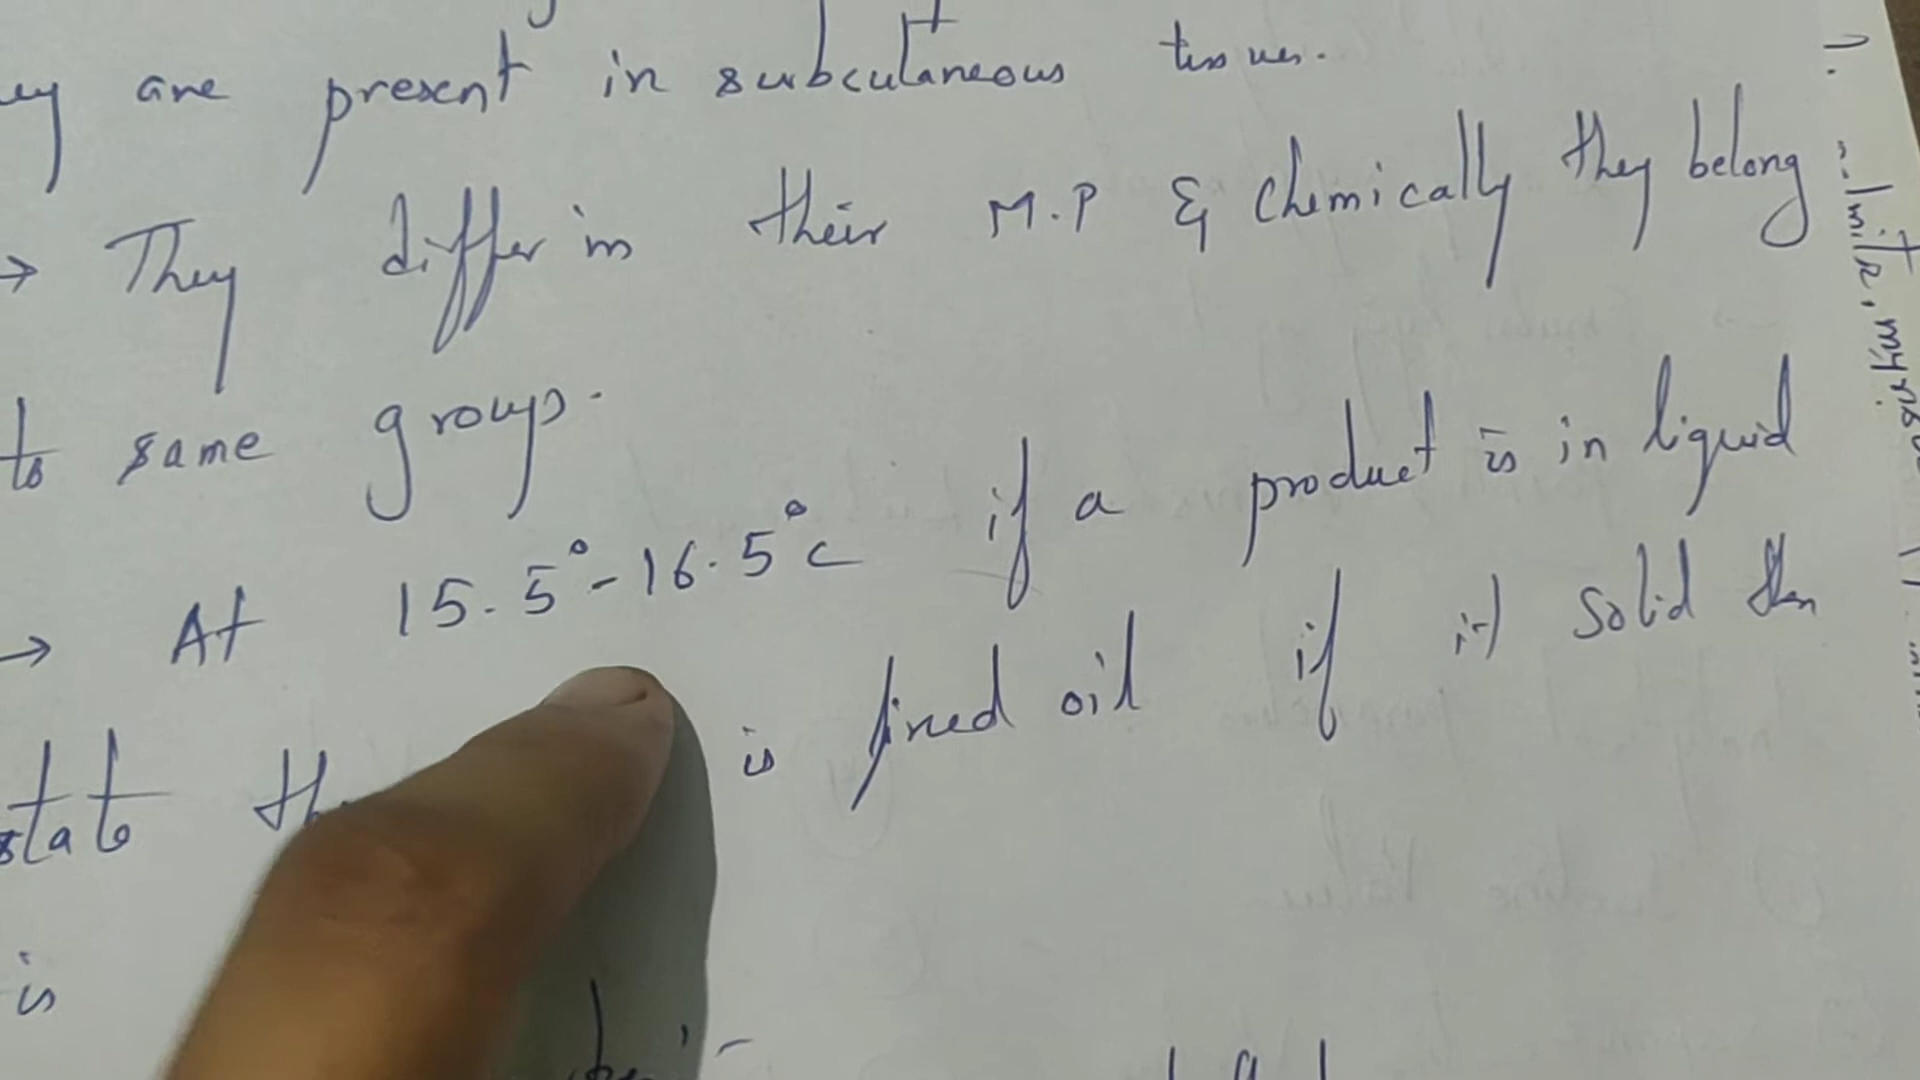 are present in subcutaneous tissues.
→ They differ in their M.P & chemically they belong
to same group.
→ At 15.5°-16.5°C if a product is in liquid
state is fixed oil if it solid then
is